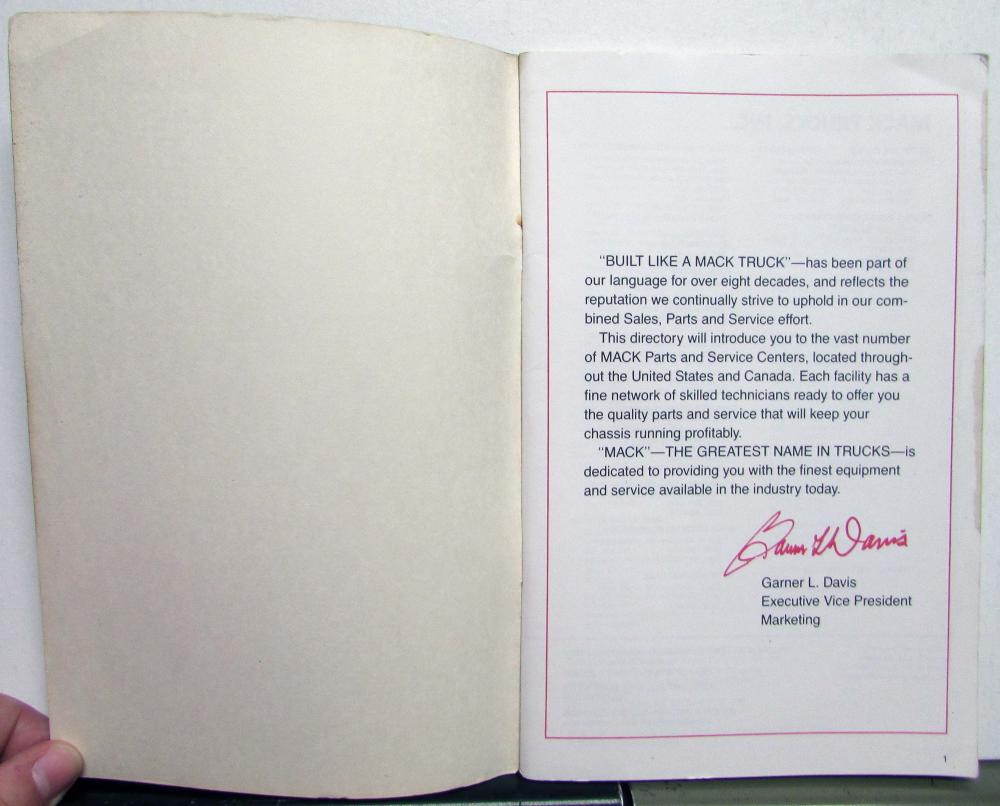 "BUILT LIKE A MACK TRUCK"—has been part of
our language for over eight decades, and reflects the
reputation we continually strive to uphold in our com-
bined Sales, Parts and Service effort.
This directory will introduce you to the vast number
of MACK Parts and Service Centers, located through-
out the United States and Canada. Each facility has a
fine network of skilled technicians ready to offer you
the quality parts and service that will keep your
chassis running profitably.
"MACK"—THE GREATEST NAME IN TRUCKS—is
dedicated to providing you with the finest equipment
and service available in the industry today.
Garner L. Davis
Executive Vice President
Marketing
1